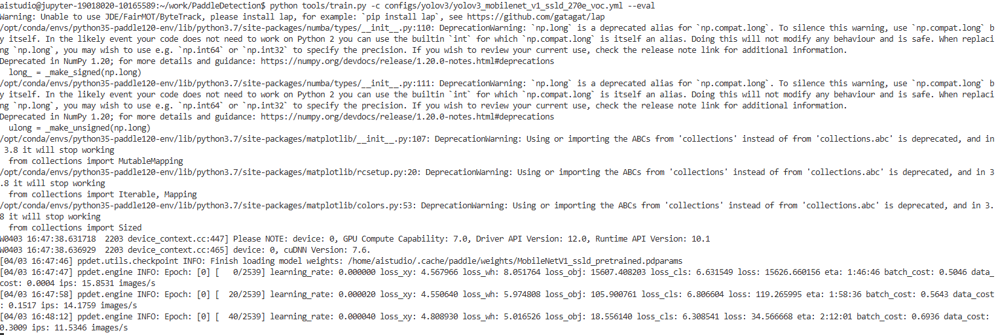 aistudio@jupyter-19018020-10165589:~/work/PaddleDetection$ python tools/train.py -c configs/yolov3/yolov3_mobilenet_v1_ssld_270e_voc.yml --eval
Warning: Unable to use JDE/FairMOT/ByteTrack, please install lap, for example: `pip install lap`, see https://github.com/gatagat/lap
/opt/conda/envs/python35-paddle120-env/lib/python3.7/site-packages/numba/types/__init__.py:110: DeprecationWarning: `np.long` is a deprecated alias for `np.compat.long`. To silence this warning, use `np.compat.long` b
y itself. In the likely event your code does not need to work on Python 2 you can use the builtin `int` for which `np.compat.long` is itself an alias. Doing this will not modify any behaviour and is safe. When replaci
ng `np.long`, you may wish to use e.g. `np.int64` or `np.int32` to specify the precision. If you wish to review your current use, check the release note link for additional information.
Deprecated in NumPy 1.20; for more details and guidance: https://numpy.org/devdocs/release/1.20.0-notes.html#deprecations
  long_ = _make_signed(np.long)
/opt/conda/envs/python35-paddle120-env/lib/python3.7/site-packages/numba/types/__init__.py:111: DeprecationWarning: `np.long` is a deprecated alias for `np.compat.long`. To silence this warning, use `np.compat.long` b
y itself. In the likely event your code does not need to work on Python 2 you can use the builtin `int` for which `np.compat.long` is itself an alias. Doing this will not modify any behaviour and is safe. When replaci
ng `np.long`, you may wish to use e.g. `np.int64` or `np.int32` to specify the precision. If you wish to review your current use, check the release note link for additional information.
Deprecated in NumPy 1.20; for more details and guidance: https://numpy.org/devdocs/release/1.20.0-notes.html#deprecations
  ulong = _make_unsigned(np.long)
/opt/conda/envs/python35-paddle120-env/lib/python3.7/site-packages/matplotlib/__init__.py:107: DeprecationWarning: Using or importing the ABCs from 'collections' instead of from 'collections.abc' is deprecated, and in
 3.8 it will stop working
  from collections import MutableMapping
/opt/conda/envs/python35-paddle120-env/lib/python3.7/site-packages/matplotlib/rcsetup.py:20: DeprecationWarning: Using or importing the ABCs from 'collections' instead of from 'collections.abc' is deprecated, and in 3
.8 it will stop working
  from collections import Iterable, Mapping
/opt/conda/envs/python35-paddle120-env/lib/python3.7/site-packages/matplotlib/colors.py:53: DeprecationWarning: Using or importing the ABCs from 'collections' instead of from 'collections.abc' is deprecated, and in 3.
8 it will stop working
  from collections import Sized
W0403 16:47:38.631718  2203 device_context.cc:447] Please NOTE: device: 0, GPU Compute Capability: 7.0, Driver API Version: 12.0, Runtime API Version: 10.1
W0403 16:47:38.636929  2203 device_context.cc:465] device: 0, cuDNN Version: 7.6.
[04/03 16:47:46] ppdet.utils.checkpoint INFO: Finish loading model weights: /home/aistudio/.cache/paddle/weights/MobileNetV1_ssld_pretrained.pdparams
[04/03 16:47:47] ppdet.engine INFO: Epoch: [0] [   0/2539] learning_rate: 0.000000 loss_xy: 4.567966 loss_wh: 8.051764 loss_obj: 15607.408203 loss_cls: 6.631549 loss: 15626.660156 eta: 1:46:46 batch_cost: 0.5046 data_
cost: 0.0004 ips: 15.8531 images/s
[04/03 16:47:58] ppdet.engine INFO: Epoch: [0] [  20/2539] learning_rate: 0.000020 loss_xy: 4.550640 loss_wh: 5.974808 loss_obj: 105.900761 loss_cls: 6.806604 loss: 119.265995 eta: 1:58:36 batch_cost: 0.5643 data_cost
: 0.1517 ips: 14.1759 images/s
[04/03 16:48:12] ppdet.engine INFO: Epoch: [0] [  40/2539] learning_rate: 0.000040 loss_xy: 4.808930 loss_wh: 5.016526 loss_obj: 18.556140 loss_cls: 6.308541 loss: 34.566668 eta: 2:12:01 batch_cost: 0.6936 data_cost:
0.3009 ips: 11.5346 images/s